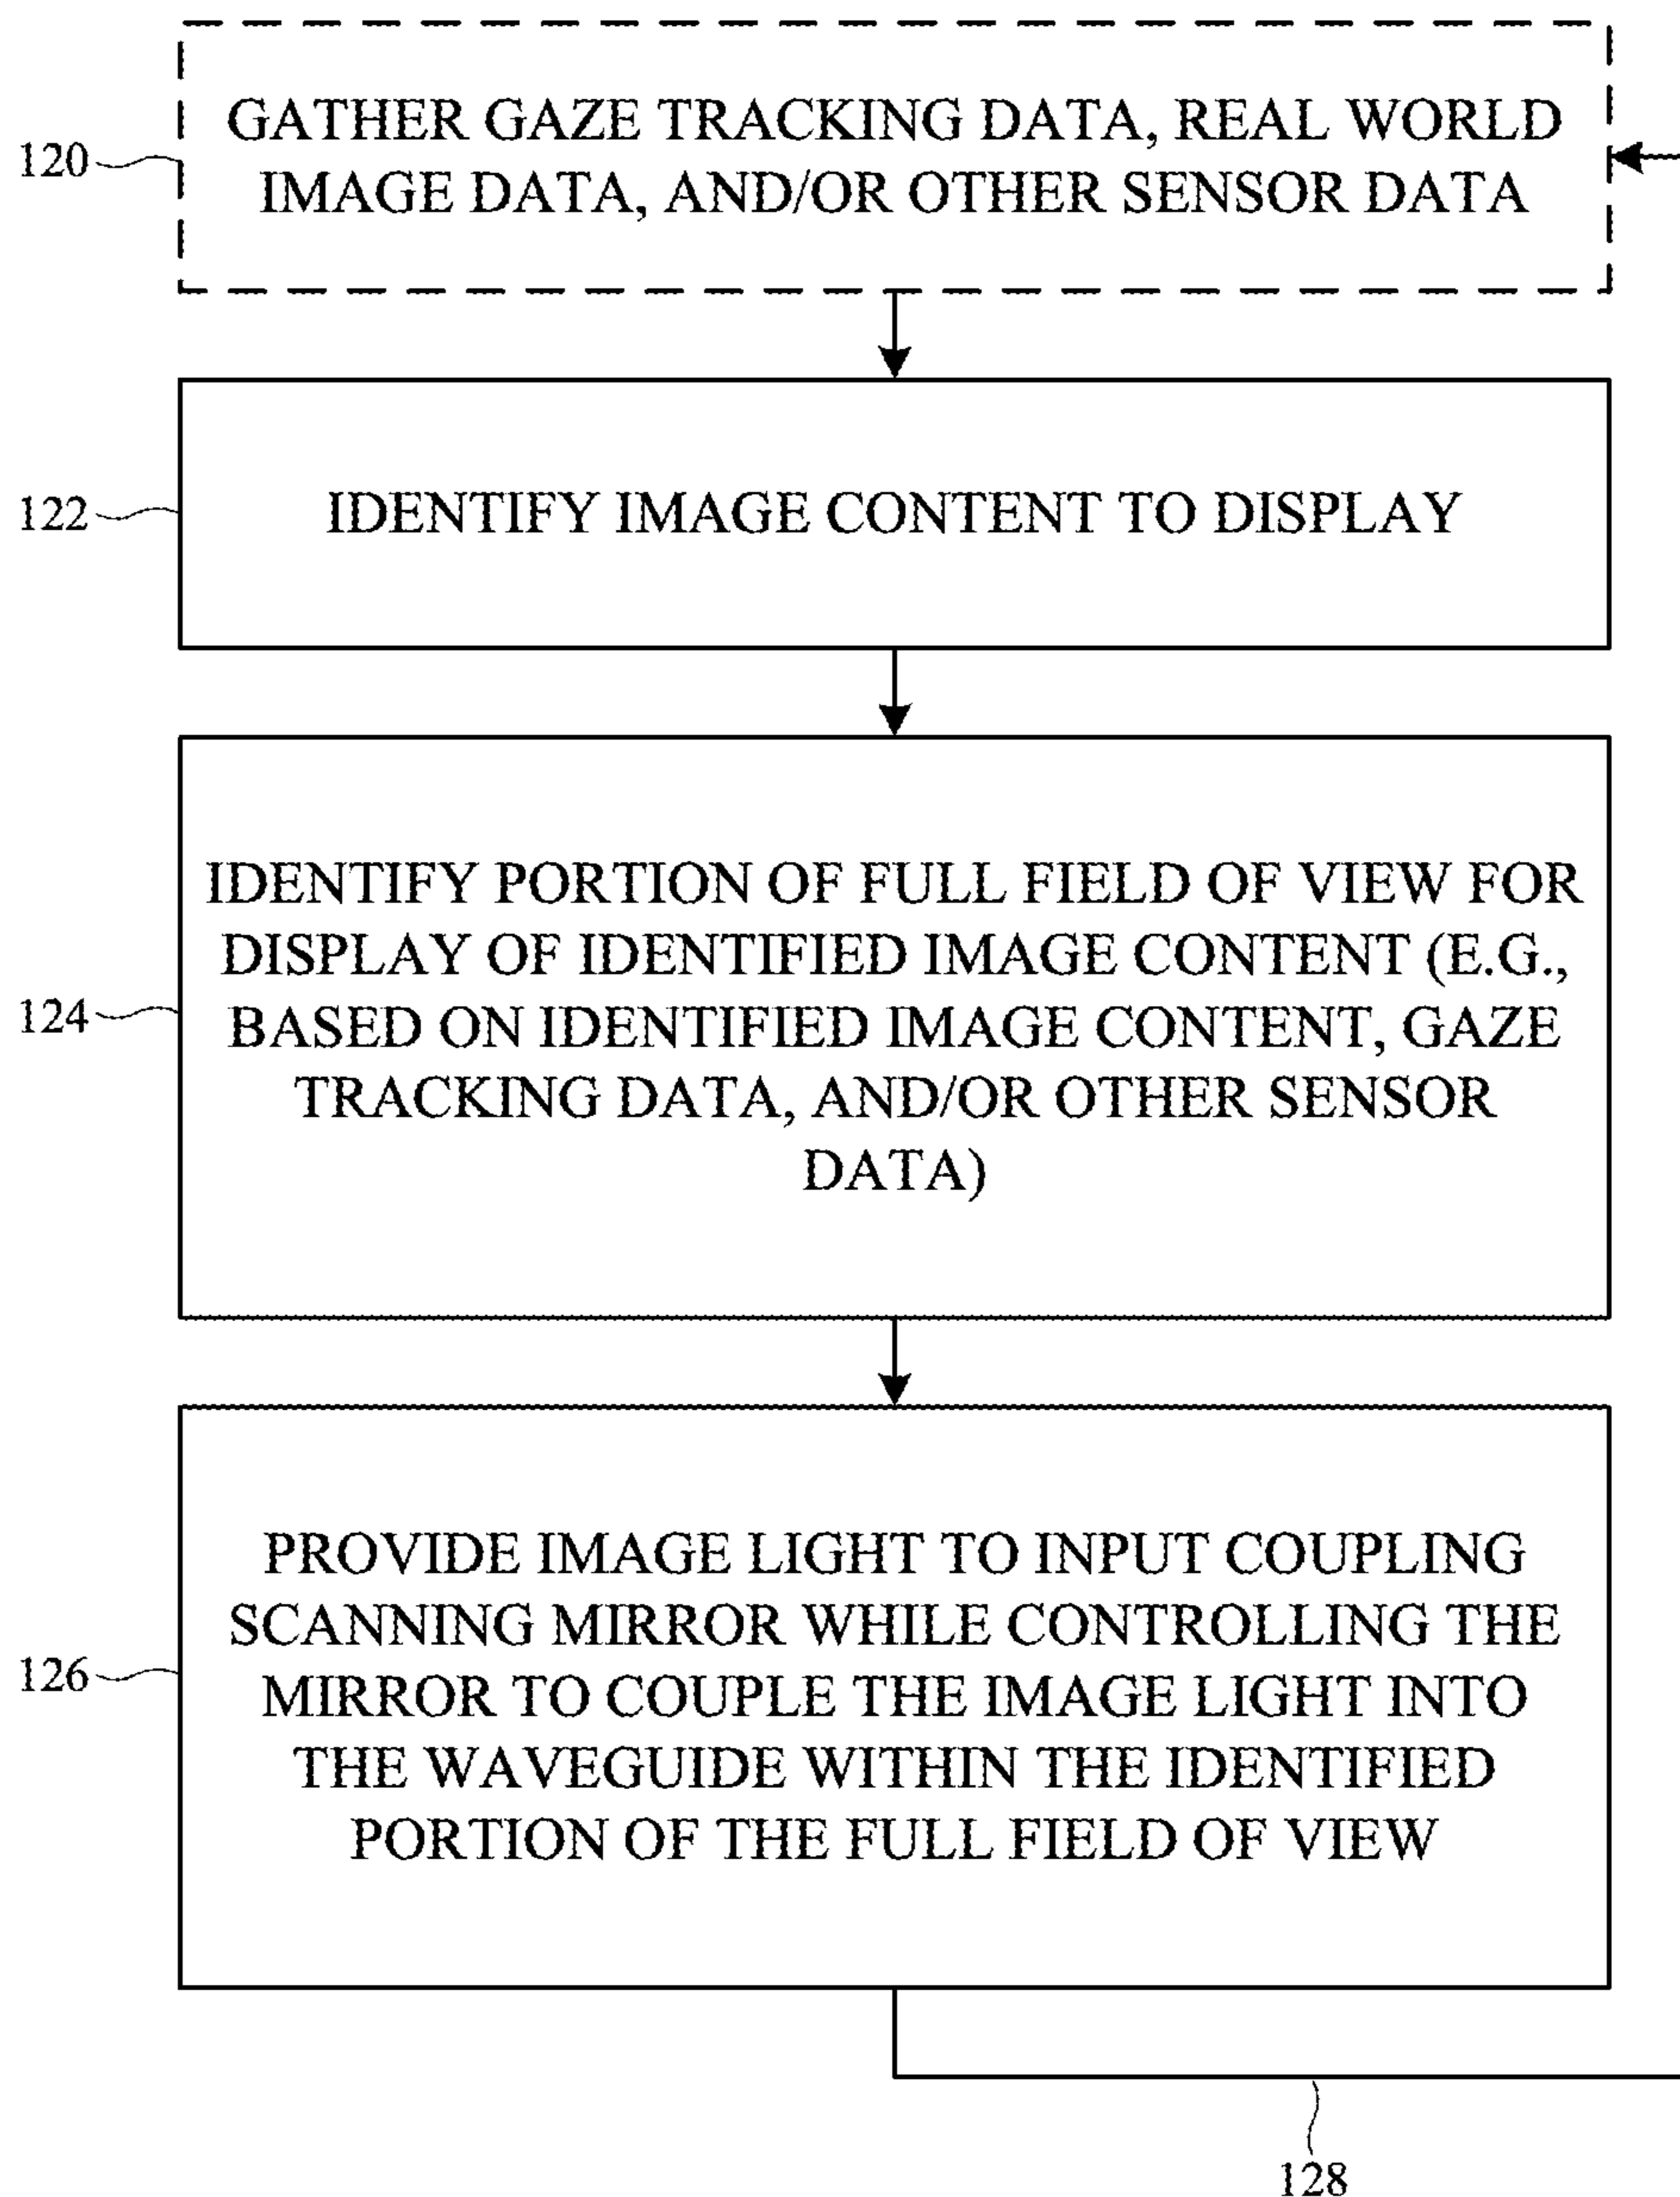 GATHER GAZE TRACKING DATA, REAL WORLD
IMAGE DATA, AND/OR OTHER SENSOR DATA
120
IDENTIFY IMAGE CONTENT TO DISPLAY
122
IDENTIFY PORTION OF FULL FIELD OF VIEW FOR
DISPLAY OF IDENTIFIED IMAGE CONTENT (E.G.,
BASED ON IDENTIFIED IMAGE CONTENT, GAZE
TRACKING DATA, AND/OR OTHER SENSOR
DATA)
124
PROVIDE IMAGE LIGHT TO INPUT COUPLING
SCANNING MIRROR WHILE CONTROLLING THE
MIRROR TO COUPLE THE IMAGE LIGHT INTO
THE WAVEGUIDE WITHIN THE IDENTIFIED
PORTION OF THE FULL FIELD OF VIEW
126
128